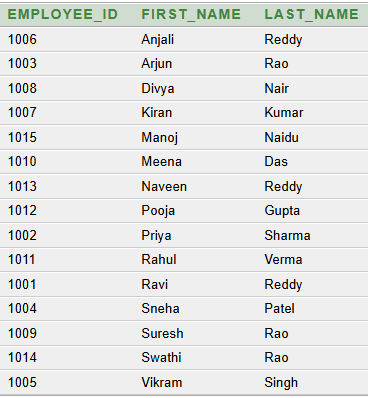 EMPLOYEE_ID FIRST_NAME LAST_NAME
1006 Anjali Reddy
1003 Arjun Rao
1008 Divya Nair
1007 Kiran Kumar
1015 Manoj Naidu
1010 Meena Das
1013 Naveen Reddy
1012 Pooja Gupta
1002 Priya Sharma
1011 Rahul Verma
1001 Ravi Reddy
1004 Sneha Patel
1009 Suresh Rao
1014 Swathi Rao
1005 Vikram Singh